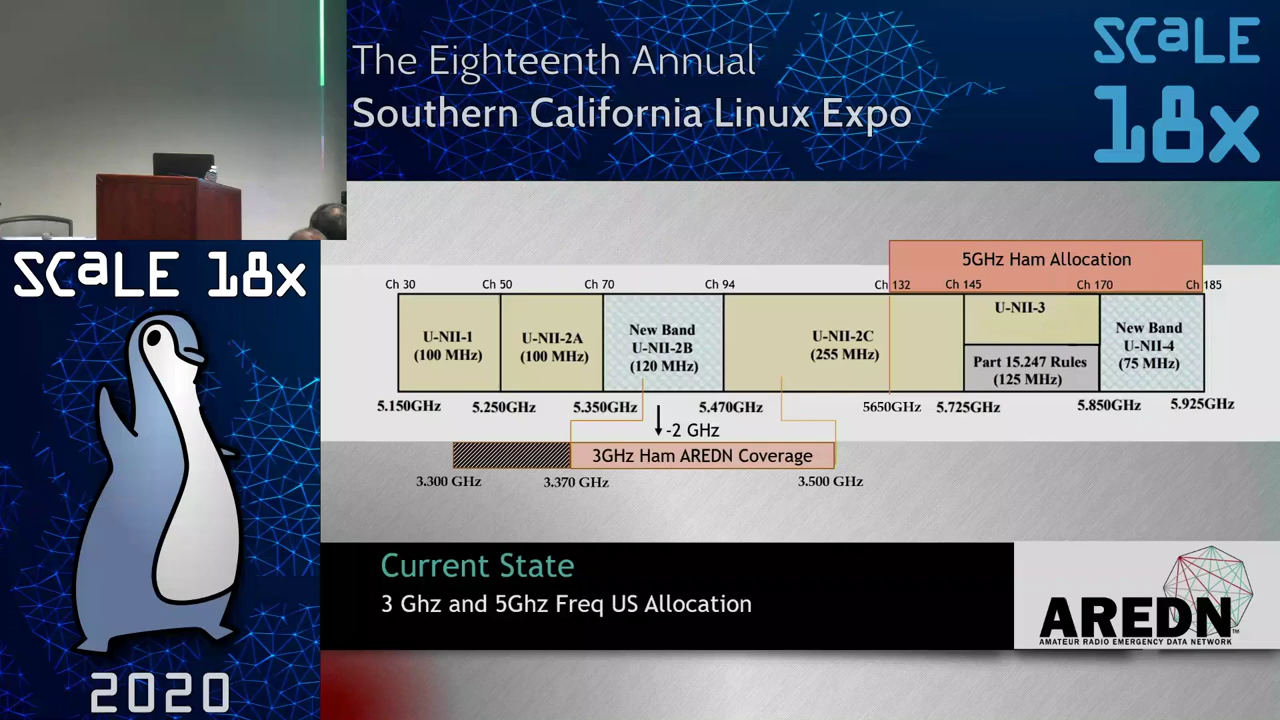 The Eighteenth Annual
Southern California Linux Expo
SCaLE
18x
SCaLE 18x
2020
5GHz Ham Allocation
Ch 30
Ch 50
Ch 70
Ch 94
Ch 132
Ch 145
Ch 170
Ch 185
U-NII-1
(100 MHz)
U-NII-2A
(100 MHz)
New Band
U-NII-2B
(120 MHz)
U-NII-2C
(255 MHz)
U-NII-3
Part 15.247 Rules
(125 MHz)
New Band
U-NII-4
(75 MHz)
5.150GHz
5.250GHz
5.350GHz
5.470GHz
5650GHz
5.725GHz
5.850GHz
5.925GHz
-2 GHz
3GHz Ham AREDN Coverage
3.300 GHz
3.370 GHz
3.500 GHz
Current State
3 Ghz and 5Ghz Freq US Allocation
AREDN™
AMATEUR RADIO EMERGENCY DATA NETWORK